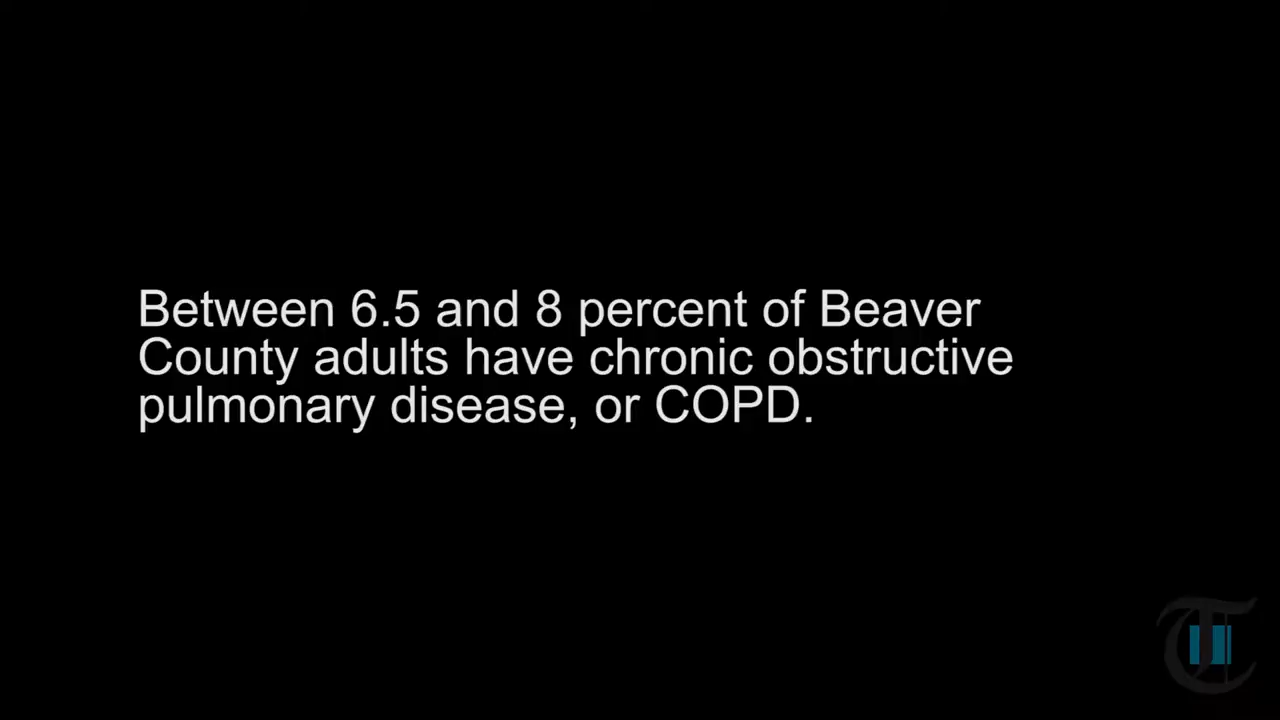 Between 6.5 and 8 percent of Beaver
County adults have chronic obstructive
pulmonary disease, or COPD.
T